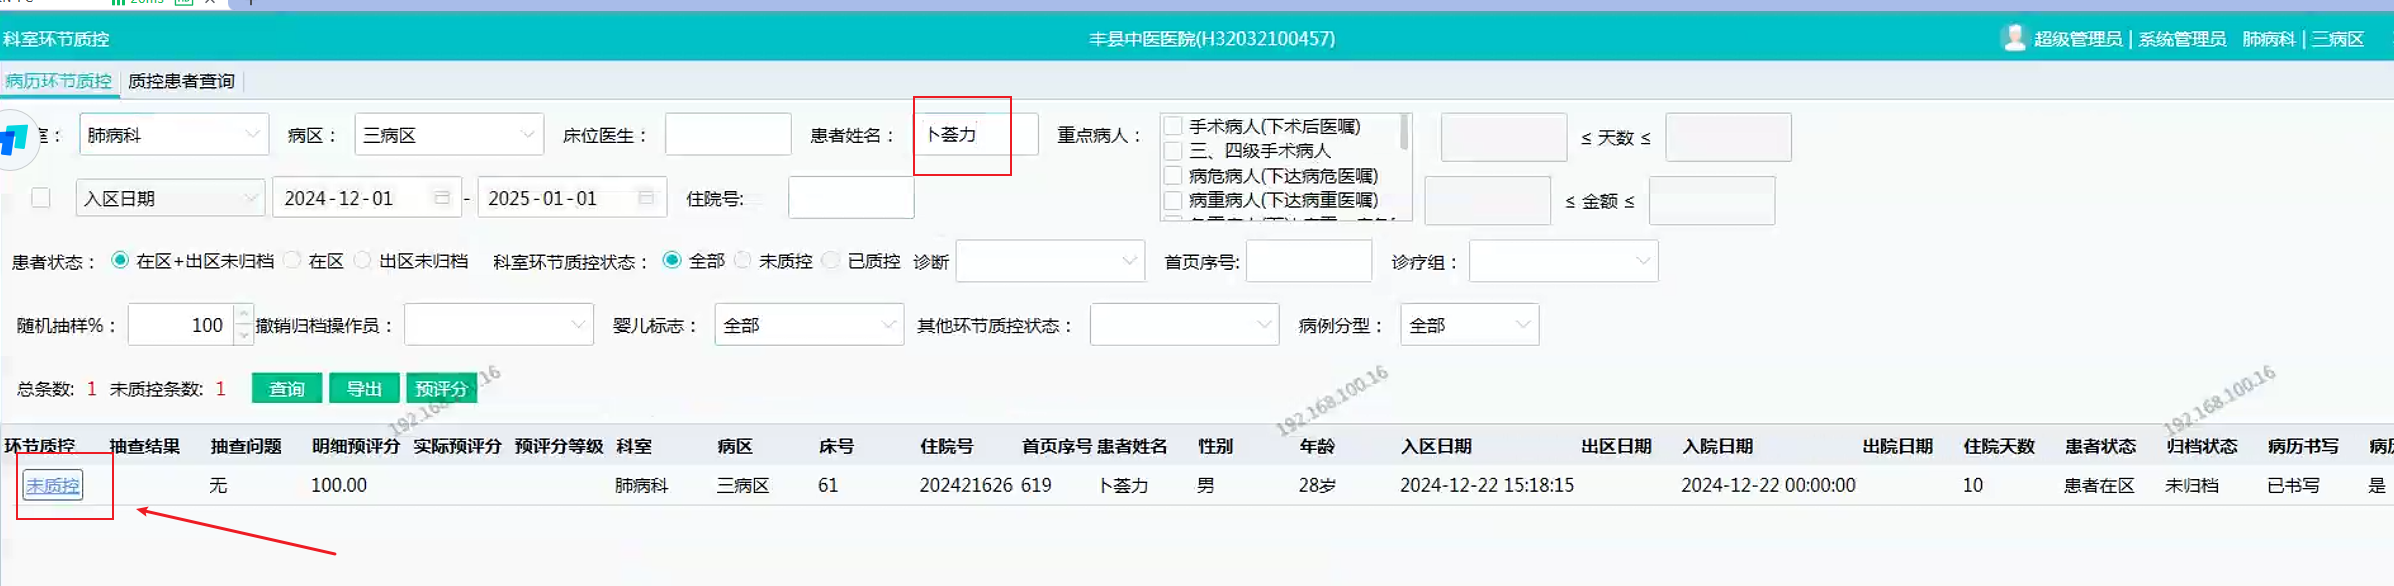 科室环节质控 丰县中医医院(H32032100457) 超级管理员 | 系统管理员 肺病科 | 三病区
病历环节质控 质控患者查询
室： 肺病科 病区： 三病区 床位医生： 患者姓名： 卜荟力 重点病人： 手术病人(下术后医嘱) ≤ 天数 ≤
三、四级手术病人
病危病人(下达病危医嘱)
入区日期 2024-12-01 - 2025-01-01 住院号: 病重病人(下达病重医嘱) ≤ 金额 ≤
患者状态： 在区+出区未归档 在区 出区未归档 科室环节质控状态： 全部 未质控 已质控 诊断 首页序号: 诊疗组：
随机抽样%： 100 撤销归档操作员： 婴儿标志： 全部 其他环节质控状态： 病例分型： 全部
总条数: 1 未质控条数: 1 查询 导出 预评分
192.168.100.16 192.168.100.16 192.168.100.16
环节质控 抽查结果 抽查问题 明细预评分 实际预评分 预评分等级 科室 病区 床号 住院号 首页序号 患者姓名 性别 年龄 入区日期 出区日期 入院日期 出院日期 住院天数 患者状态 归档状态 病历书写 病历
未质控 无 100.00 肺病科 三病区 61 202421626 619 卜荟力 男 28岁 2024-12-22 15:18:15 2024-12-22 00:00:00 10 患者在区 未归档 已书写 是